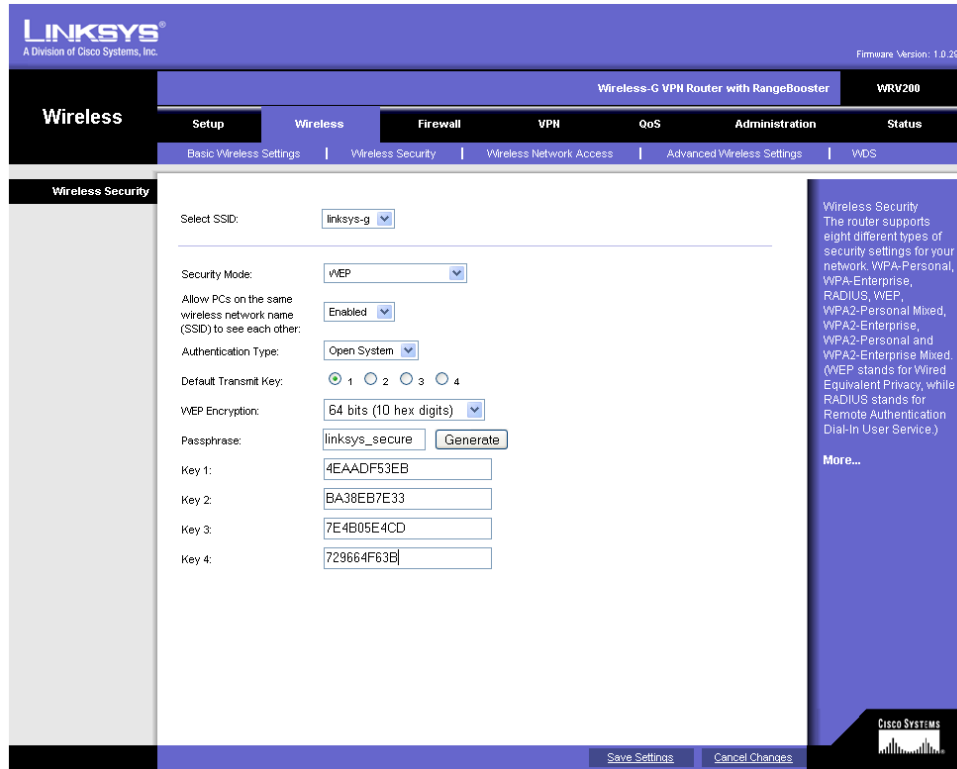 LINKSYS®
A Division of Cisco Systems, Inc.
Firmware Version: 1.0.29
Wireless-G VPN Router with RangeBooster WRV200
Wireless
Setup Wireless Firewall VPN QoS Administration Status
Basic Wireless Settings | Wireless Security | Wireless Network Access | Advanced Wireless Settings | WDS
Wireless Security
Select SSID: linksys-g
Security Mode: WEP
Allow PCs on the same
wireless network name
(SSID) to see each other:
Enabled
Authentication Type: Open System
Default Transmit Key: 1 2 3 4
WEP Encryption: 64 bits (10 hex digits)
Passphrase: linksys_secure Generate
Key 1: 4EAADF53EB
Key 2: BA38EB7E33
Key 3: 7E4B05E4CD
Key 4: 729664F63B
Wireless Security
The router supports
eight different types of
security settings for your
network. WPA-Personal,
WPA-Enterprise,
RADIUS, WEP,
WPA2-Personal Mixed,
WPA2-Enterprise,
WPA2-Personal and
WPA2-Enterprise Mixed.
(WEP stands for Wired
Equivalent Privacy, while
RADIUS stands for
Remote Authentication
Dial-In User Service.)
More...
Save Settings Cancel Changes
CISCO SYSTEMS